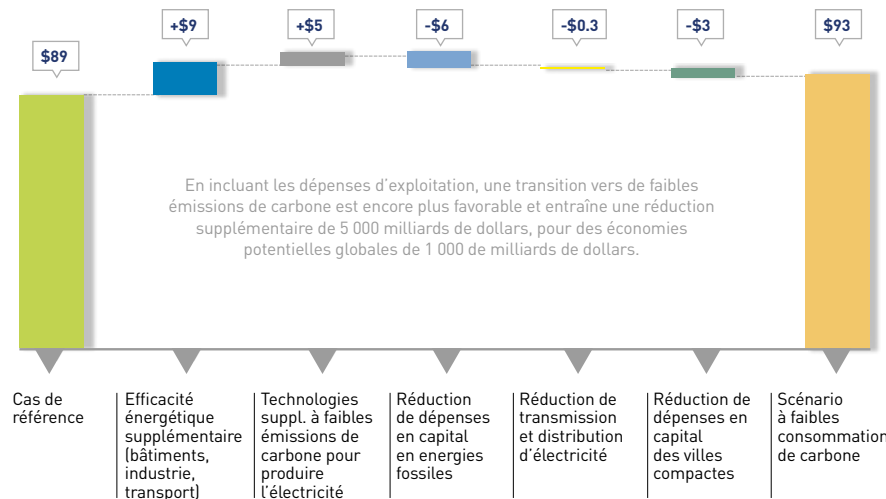 $89
+$9
+$5
-$6
-$0.3
-$3
$93
En incluant les dépenses d'exploitation, une transition vers de faibles
émissions de carbone est encore plus favorable et entraîne une réduction
supplémentaire de 5 000 milliards de dollars, pour des économies
potentielles globales de 1 000 de milliards de dollars.
Cas de
référence
Efficacité
énergétique
supplémentaire
(bâtiments,
industrie,
transport)
Technologies
suppl. à faibles
émissions de
carbone pour
produire
l'électricité
Réduction
de dépenses
en capital
en energies
fossiles
Réduction de
transmission
et distribution
d'électricité
Réduction de
dépenses en
capital
des villes
compactes
Scénario
à faibles
consommation
de carbone